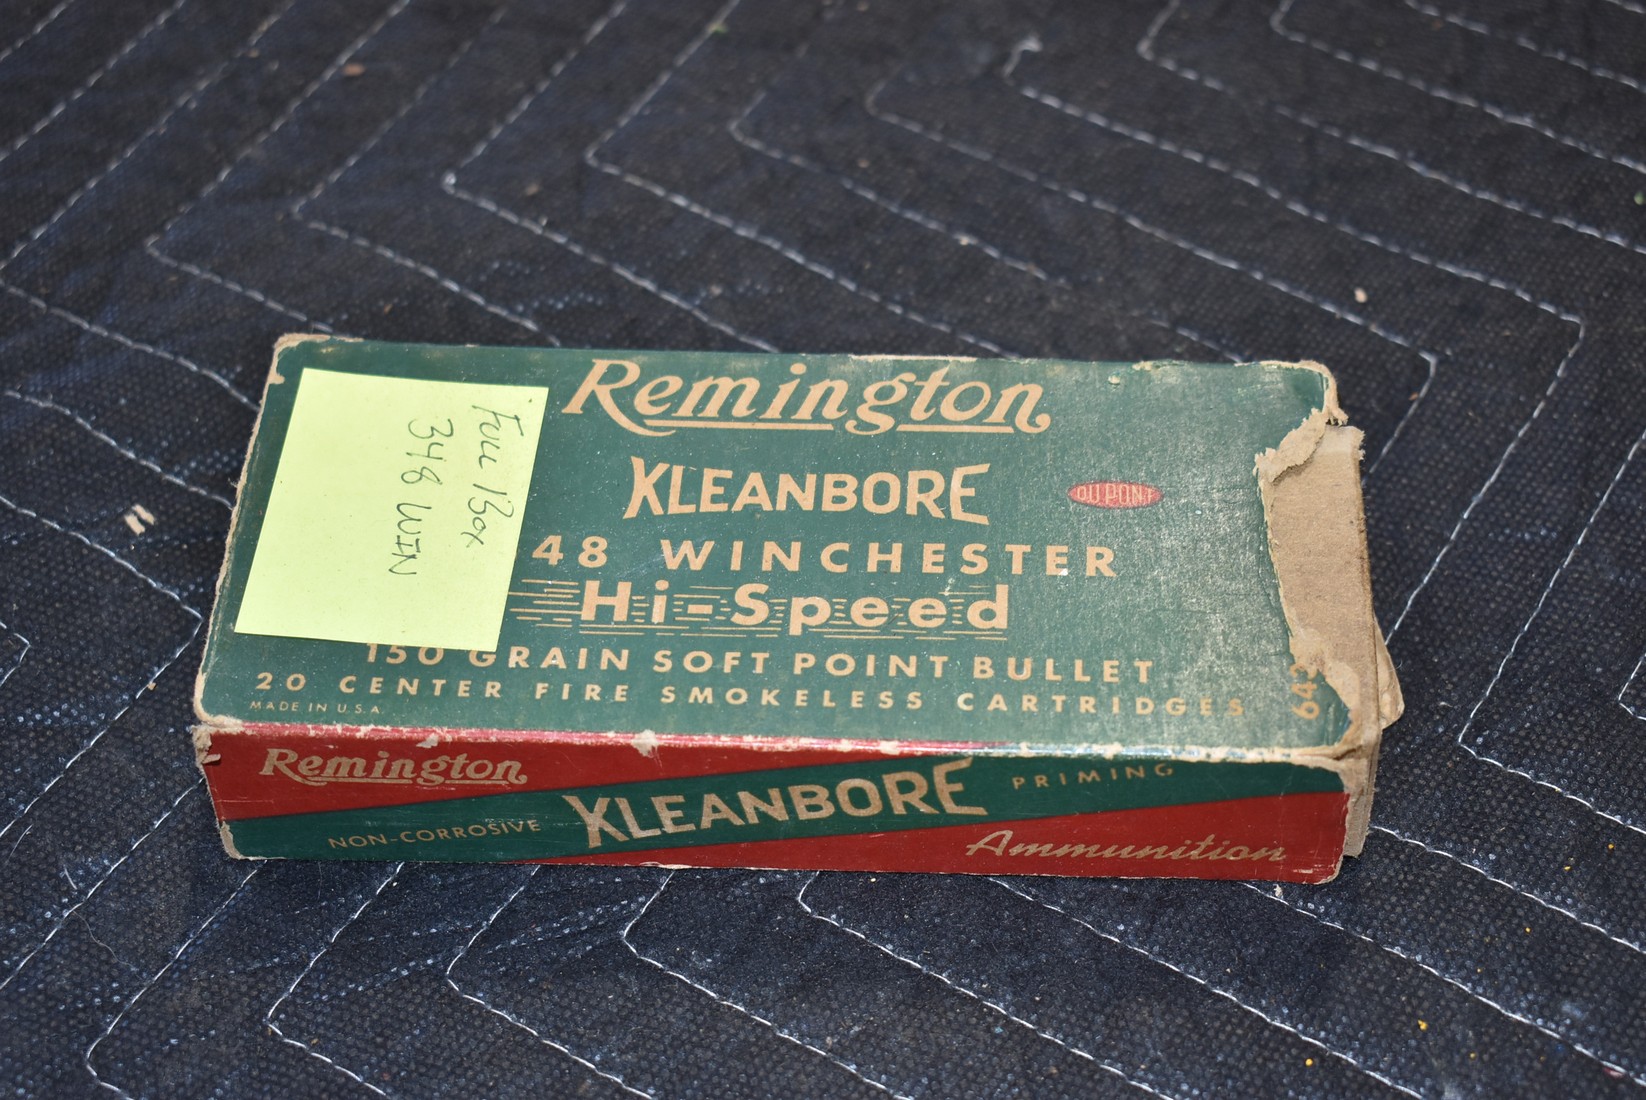 Full Box
348 WIN
Remington
KLEANBORE
DU PONT
48 WINCHESTER
Hi-Speed
150 GRAIN SOFT POINT BULLET
20 CENTER FIRE SMOKELESS CARTRIDGES
MADE IN U.S.A.
Remington
NON-CORROSIVE KLEANBORE PRIMING
Ammunition